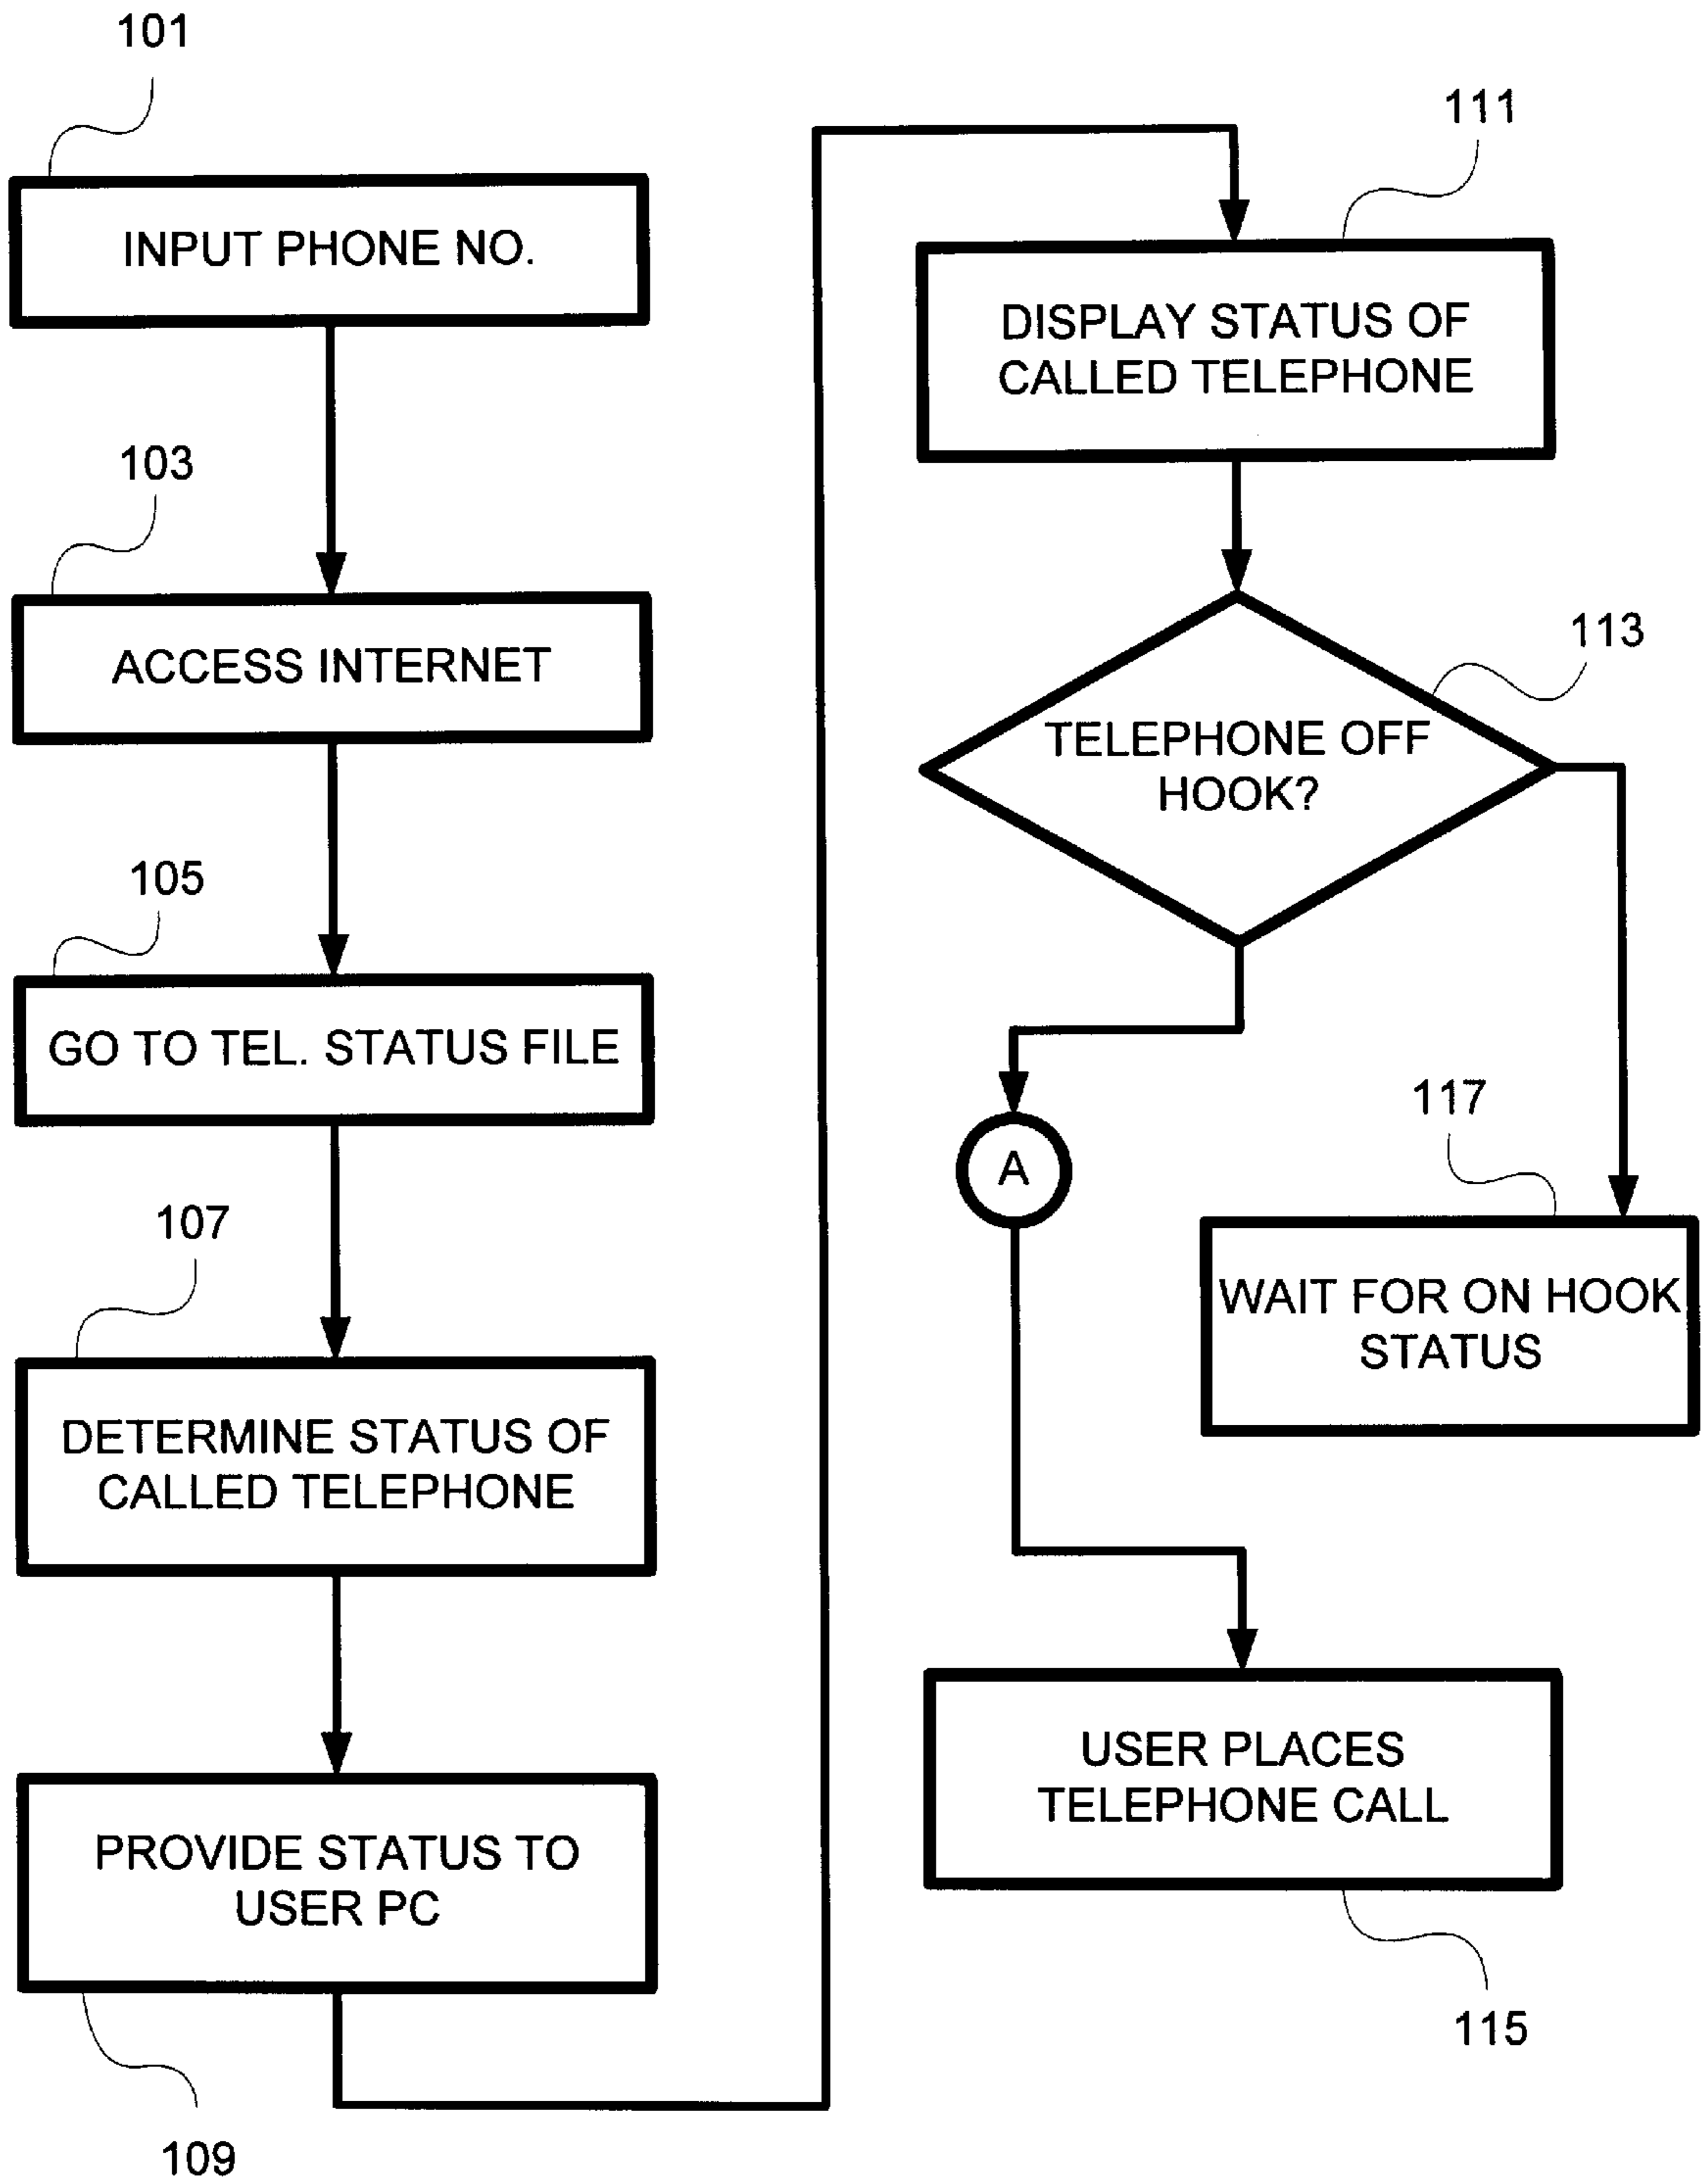 101
INPUT PHONE NO.
103
ACCESS INTERNET
105
GO TO TEL. STATUS FILE
107
DETERMINE STATUS OF
CALLED TELEPHONE
PROVIDE STATUS TO
USER PC
109
111
DISPLAY STATUS OF
CALLED TELEPHONE
113
TELEPHONE OFF
HOOK?
A
117
WAIT FOR ON HOOK
STATUS
USER PLACES
TELEPHONE CALL
115